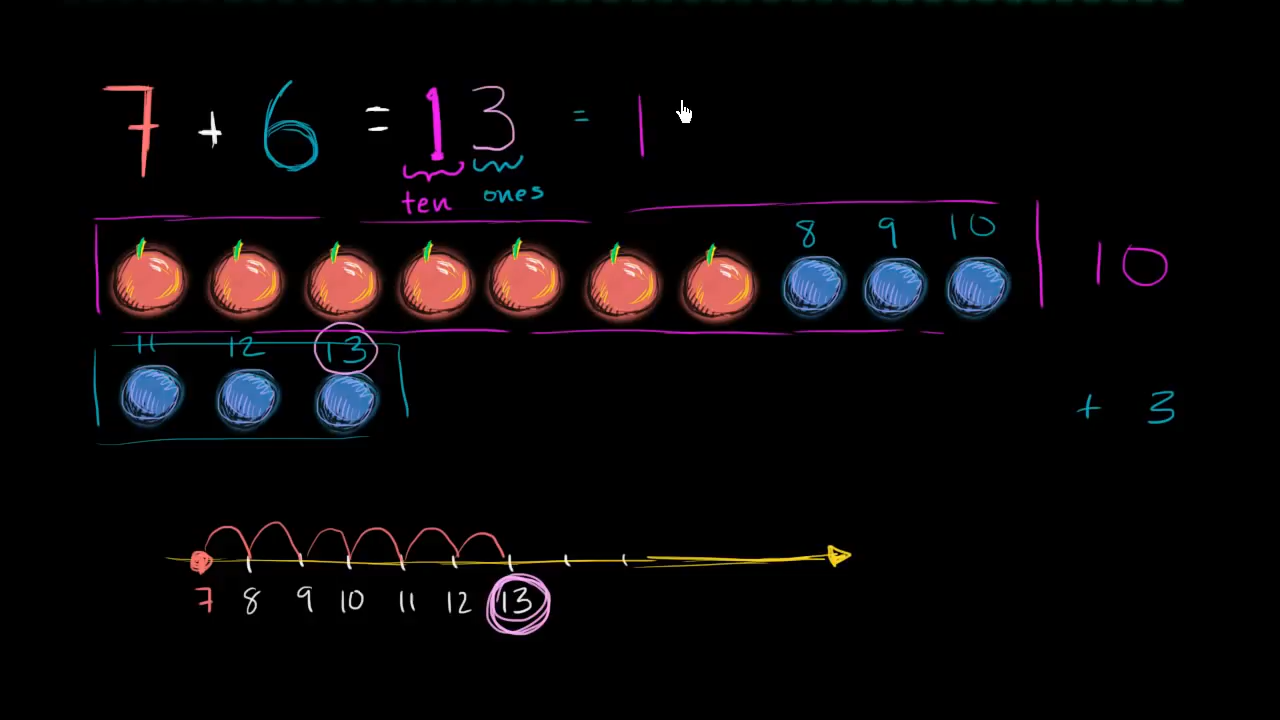 7 + 6 = 13 = 1
ten ones
8 9 10
10
11 12 13
+ 3
7 8 9 10 11 12 13